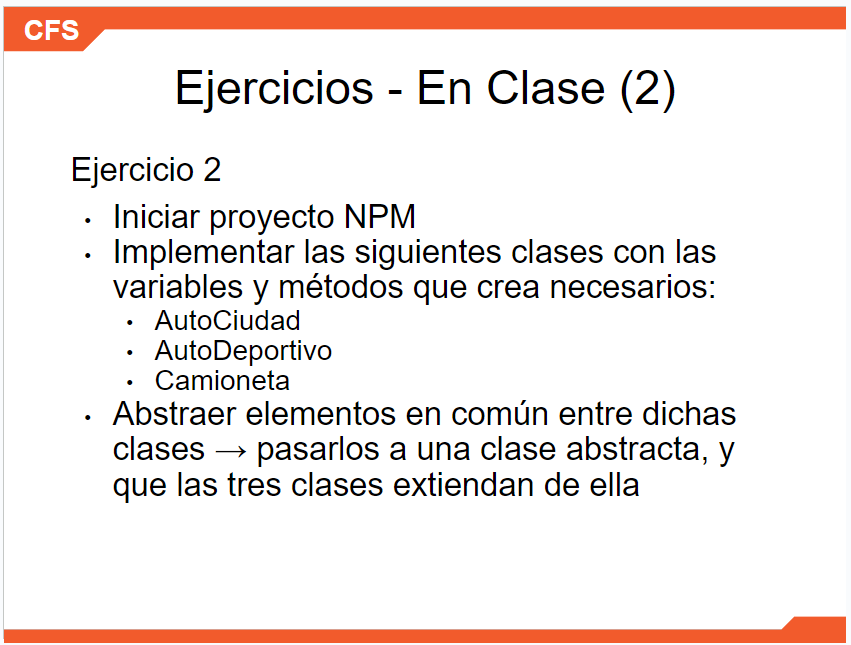 CFS
Ejercicios - En Clase (2)
Ejercicio 2
• Iniciar proyecto NPM
• Implementar las siguientes clases con las
variables y métodos que crea necesarios:
• AutoCiudad
• AutoDeportivo
• Camioneta
• Abstraer elementos en común entre dichas
clases → pasarlos a una clase abstracta, y
que las tres clases extiendan de ella